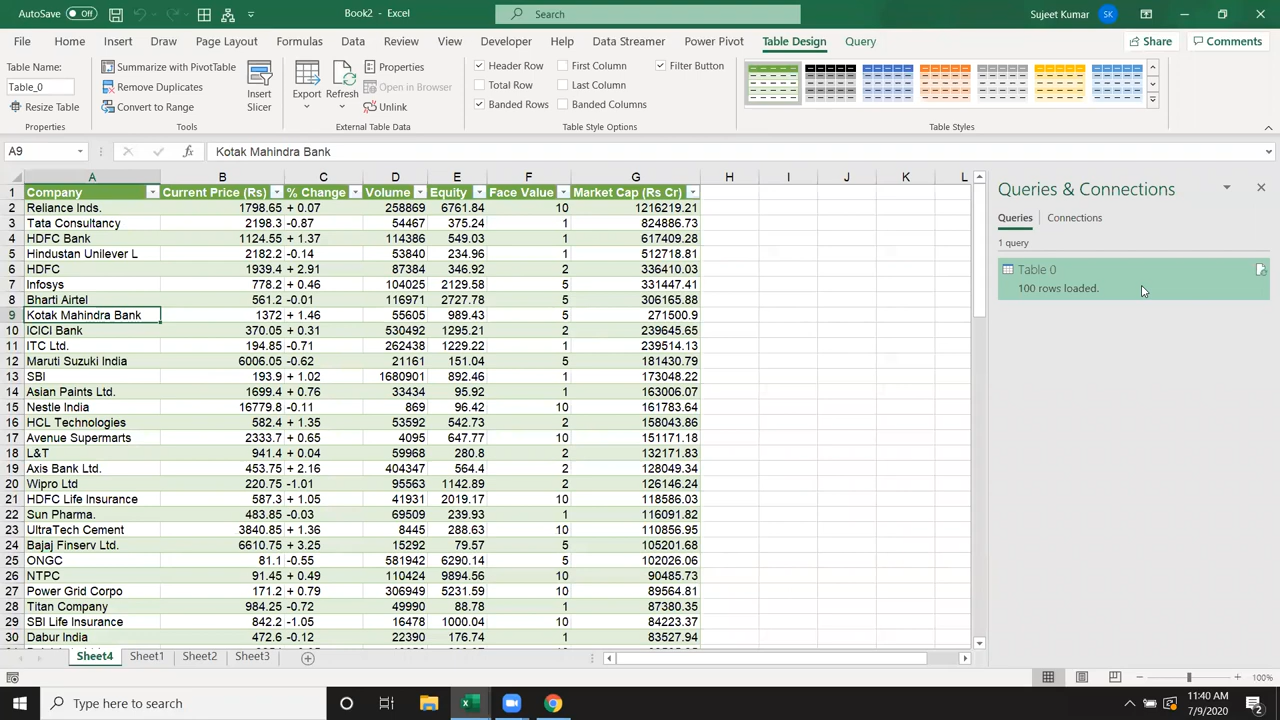 AutoSave Off Book2 - Excel Search Sujeet Kumar SK
File Home Insert Draw Page Layout Formulas Data Review View Developer Help Data Streamer Power Pivot Table Design Query Share Comments
Table Name: Summarize with PivotTable Properties Header Row First Column Filter Button
Table_0 Remove Duplicates Insert Slicer Export Refresh Open in Browser Total Row Last Column
Resize Table Convert to Range Unlink Banded Rows Banded Columns
Properties Tools External Table Data Table Style Options Table Styles
A9 fx Kotak Mahindra Bank
A B C D E F G H I J K L
1 Company Current Price (Rs) % Change Volume Equity Face Value Market Cap (Rs Cr)
2 Reliance Inds. 1798.65 + 0.07 258869 6761.84 10 1216219.21
3 Tata Consultancy 2198.3 -0.87 54467 375.24 1 824886.73
4 HDFC Bank 1124.55 + 1.37 114386 549.03 1 617409.28
5 Hindustan Unilever L 2182.2 -0.14 53840 234.96 1 512718.81
6 HDFC 1939.4 + 2.91 87384 346.92 2 336410.03
7 Infosys 778.2 + 0.46 104025 2129.58 5 331447.41
8 Bharti Airtel 561.2 -0.01 116971 2727.78 5 306165.88
9 Kotak Mahindra Bank 1372 + 1.46 55605 989.43 5 271500.9
10 ICICI Bank 370.05 + 0.31 530492 1295.21 2 239645.65
11 ITC Ltd. 194.85 -0.71 262438 1229.22 1 239514.13
12 Maruti Suzuki India 6006.05 -0.62 21161 151.04 5 181430.79
13 SBI 193.9 + 1.02 1680901 892.46 1 173048.22
14 Asian Paints Ltd. 1699.4 + 0.76 33434 95.92 1 163006.07
15 Nestle India 16779.8 -0.11 869 96.42 10 161783.64
16 HCL Technologies 582.4 + 1.35 53592 542.73 2 158043.86
17 Avenue Supermarts 2333.7 + 0.65 4095 647.77 10 151171.18
18 L&T 941.4 + 0.04 59968 280.8 2 132171.83
19 Axis Bank Ltd. 453.75 + 2.16 404347 564.4 2 128049.34
20 Wipro Ltd 220.75 -1.01 95563 1142.89 2 126146.24
21 HDFC Life Insurance 587.3 + 1.05 41931 2019.17 10 118586.03
22 Sun Pharma. 483.85 -0.03 69509 239.93 1 116091.82
23 UltraTech Cement 3840.85 + 1.36 8445 288.63 10 110856.95
24 Bajaj Finserv Ltd. 6610.75 + 3.25 15292 79.57 5 105201.68
25 ONGC 81.1 -0.55 581942 6290.14 5 102026.06
26 NTPC 91.45 + 0.49 110424 9894.56 10 90485.73
27 Power Grid Corpo 171.2 + 0.79 306949 5231.59 10 89564.81
28 Titan Company 984.25 -0.72 49990 88.78 1 87380.35
29 SBI Life Insurance 842.2 -1.05 16478 1000.04 10 84223.37
30 Dabur India 472.6 -0.12 22390 176.74 1 83527.94
Queries & Connections
Queries Connections
1 query
Table 0
100 rows loaded.
Sheet4 Sheet1 Sheet2 Sheet3
100%
Type here to search
11:40 AM
7/9/2020
2